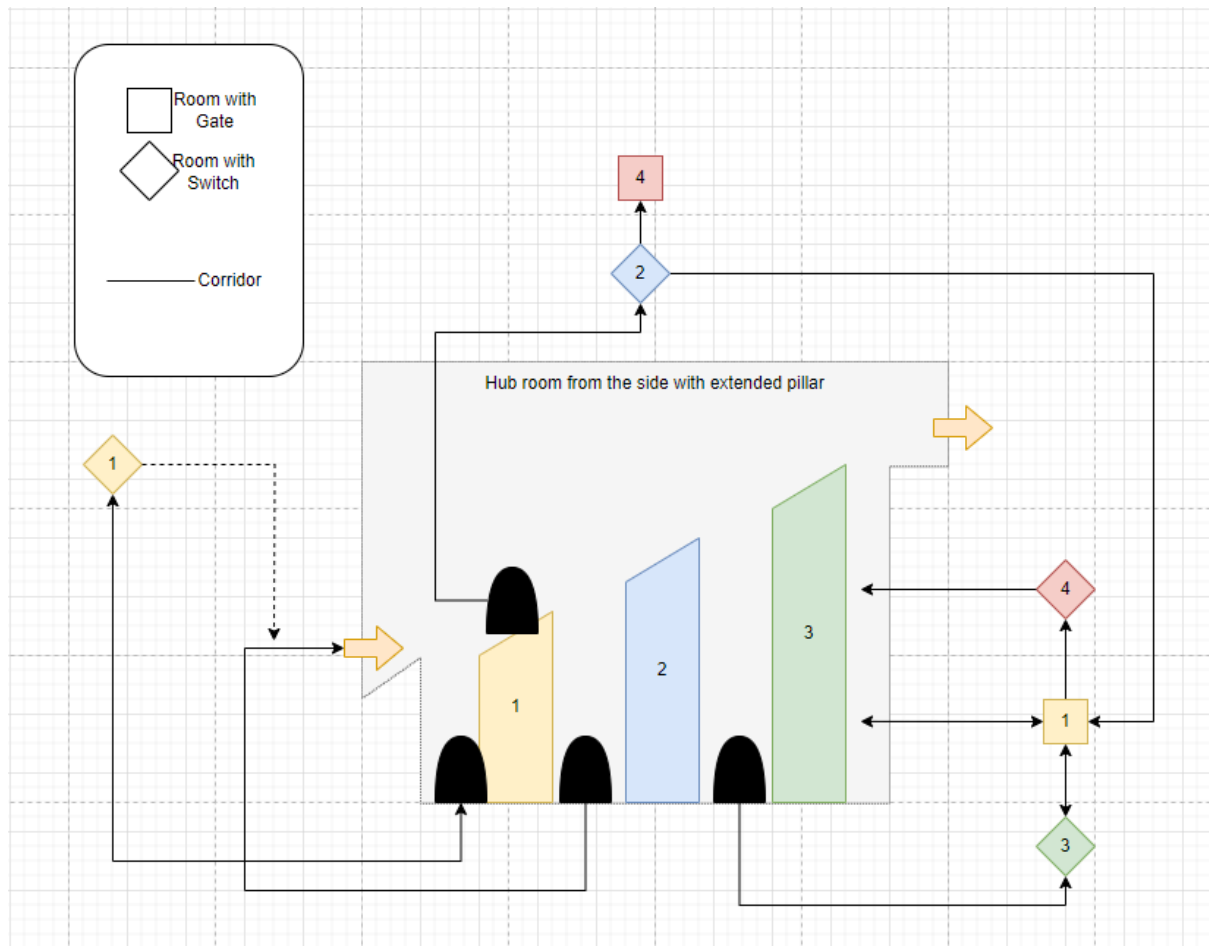 Room with
Gate
Room with
Switch
Corridor
4
2
Hub room from the side with extended pillar
1
4
3
2
1
1
3